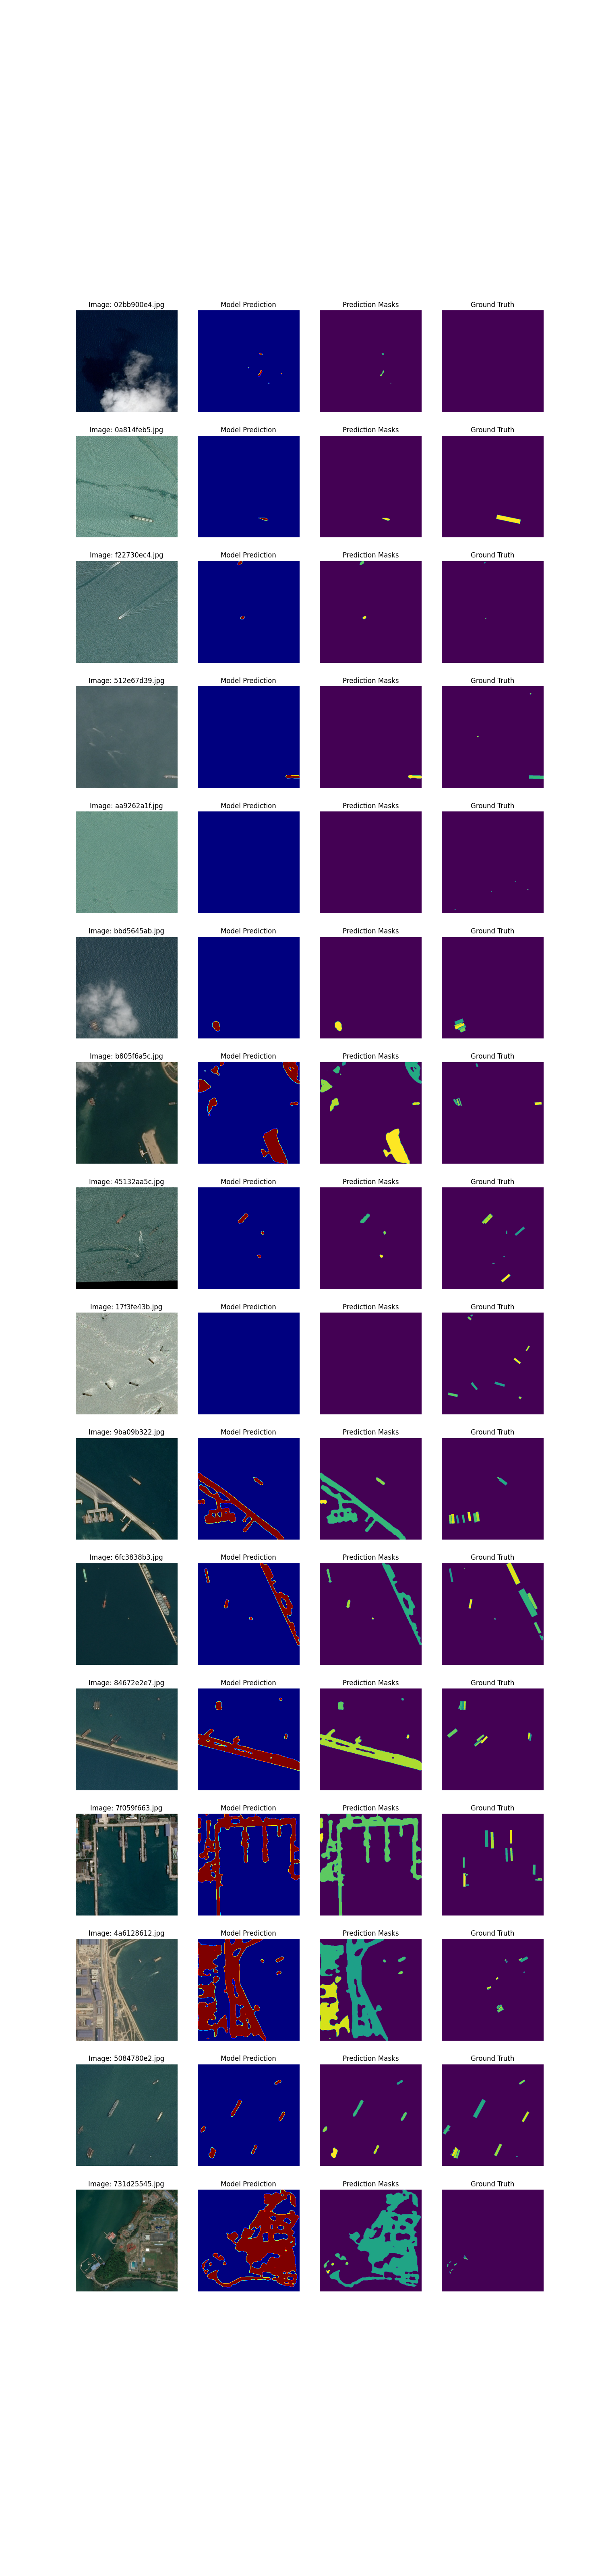 Image: 02bb900e4.jpg Model Prediction Prediction Masks Ground Truth
Image: 0a814feb5.jpg Model Prediction Prediction Masks Ground Truth
Image: f22730ec4.jpg Model Prediction Prediction Masks Ground Truth
Image: 512e67d39.jpg Model Prediction Prediction Masks Ground Truth
Image: aa9262a1f.jpg Model Prediction Prediction Masks Ground Truth
Image: bbd5645ab.jpg Model Prediction Prediction Masks Ground Truth
Image: b805f6a5c.jpg Model Prediction Prediction Masks Ground Truth
Image: 45132aa5c.jpg Model Prediction Prediction Masks Ground Truth
Image: 17f3fe43b.jpg Model Prediction Prediction Masks Ground Truth
Image: 9ba09b322.jpg Model Prediction Prediction Masks Ground Truth
Image: 6fc3838b3.jpg Model Prediction Prediction Masks Ground Truth
Image: 84672e2e7.jpg Model Prediction Prediction Masks Ground Truth
Image: 7f059f663.jpg Model Prediction Prediction Masks Ground Truth
Image: 4a6128612.jpg Model Prediction Prediction Masks Ground Truth
Image: 5084780e2.jpg Model Prediction Prediction Masks Ground Truth
Image: 731d25545.jpg Model Prediction Prediction Masks Ground Truth